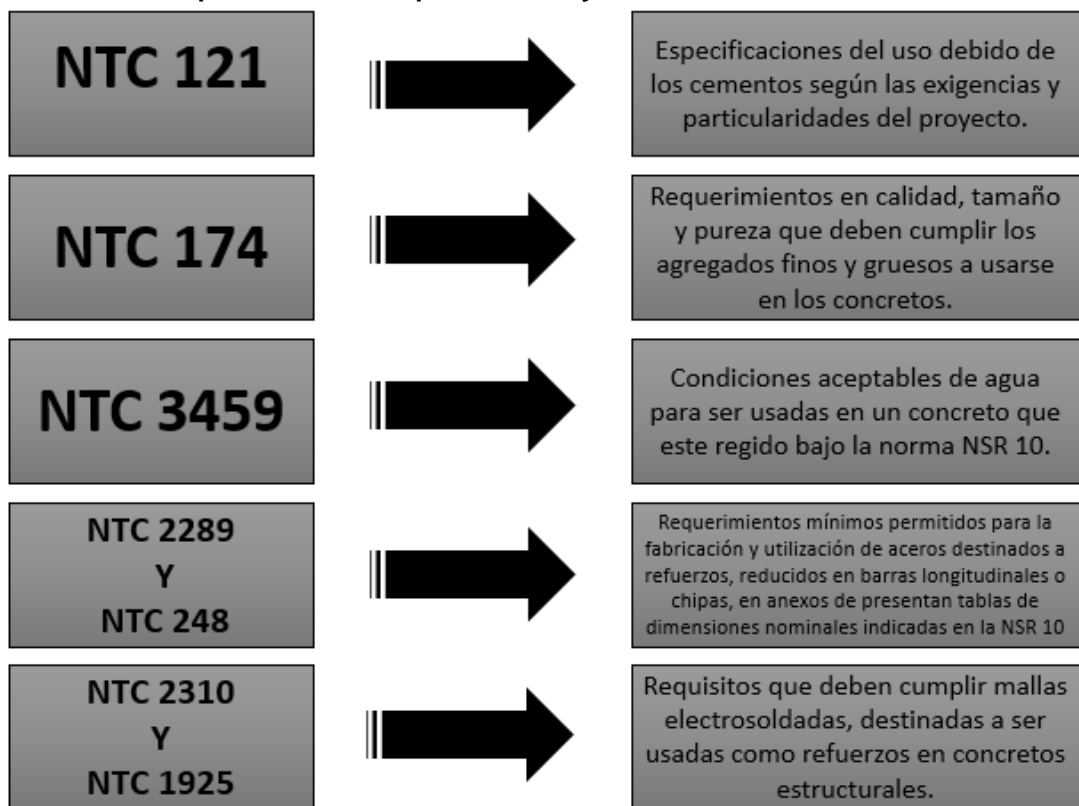 NTC 121
Especificaciones del uso debido de
los cementos según las exigencias y
particularidades del proyecto.
NTC 174
Requerimientos en calidad, tamaño
y pureza que deben cumplir los
agregados finos y gruesos a usarse
en los concretos.
NTC 3459
Condiciones aceptables de agua
para ser usadas en un concreto que
este regido bajo la norma NSR 10.
NTC 2289
Y
NTC 248
Requerimientos mínimos permitidos para la
fabricación y utilización de aceros destinados a
refuerzos, reducidos en barras longitudinales o
chipas, en anexos de presentan tablas de
dimensiones nominales indicadas en la NSR 10
NTC 2310
Y
NTC 1925
Requisitos que deben cumplir mallas
electrosoldadas, destinadas a ser
usadas como refuerzos en concretos
estructurales.